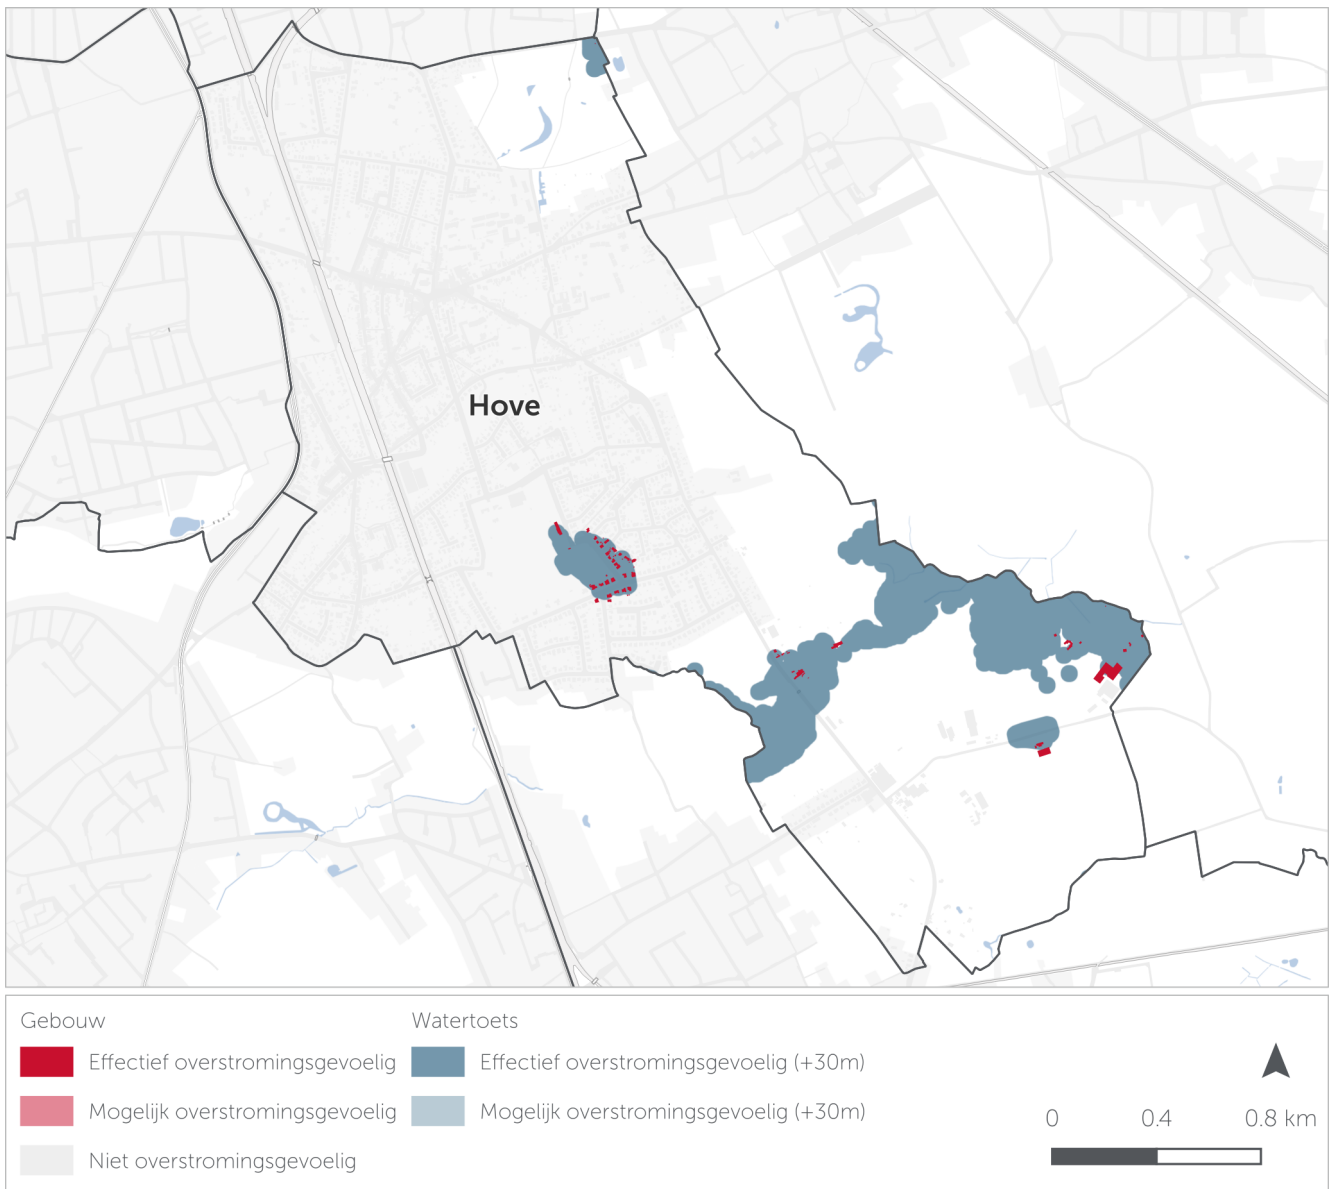 Hove
Gebouw
Watertoets
Effectief overstromingsgevoelig
Effectief overstromingsgevoelig (+30m)
Mogelijk overstromingsgevoelig
Mogelijk overstromingsgevoelig (+30m)
Niet overstromingsgevoelig
0 0.4 0.8 km